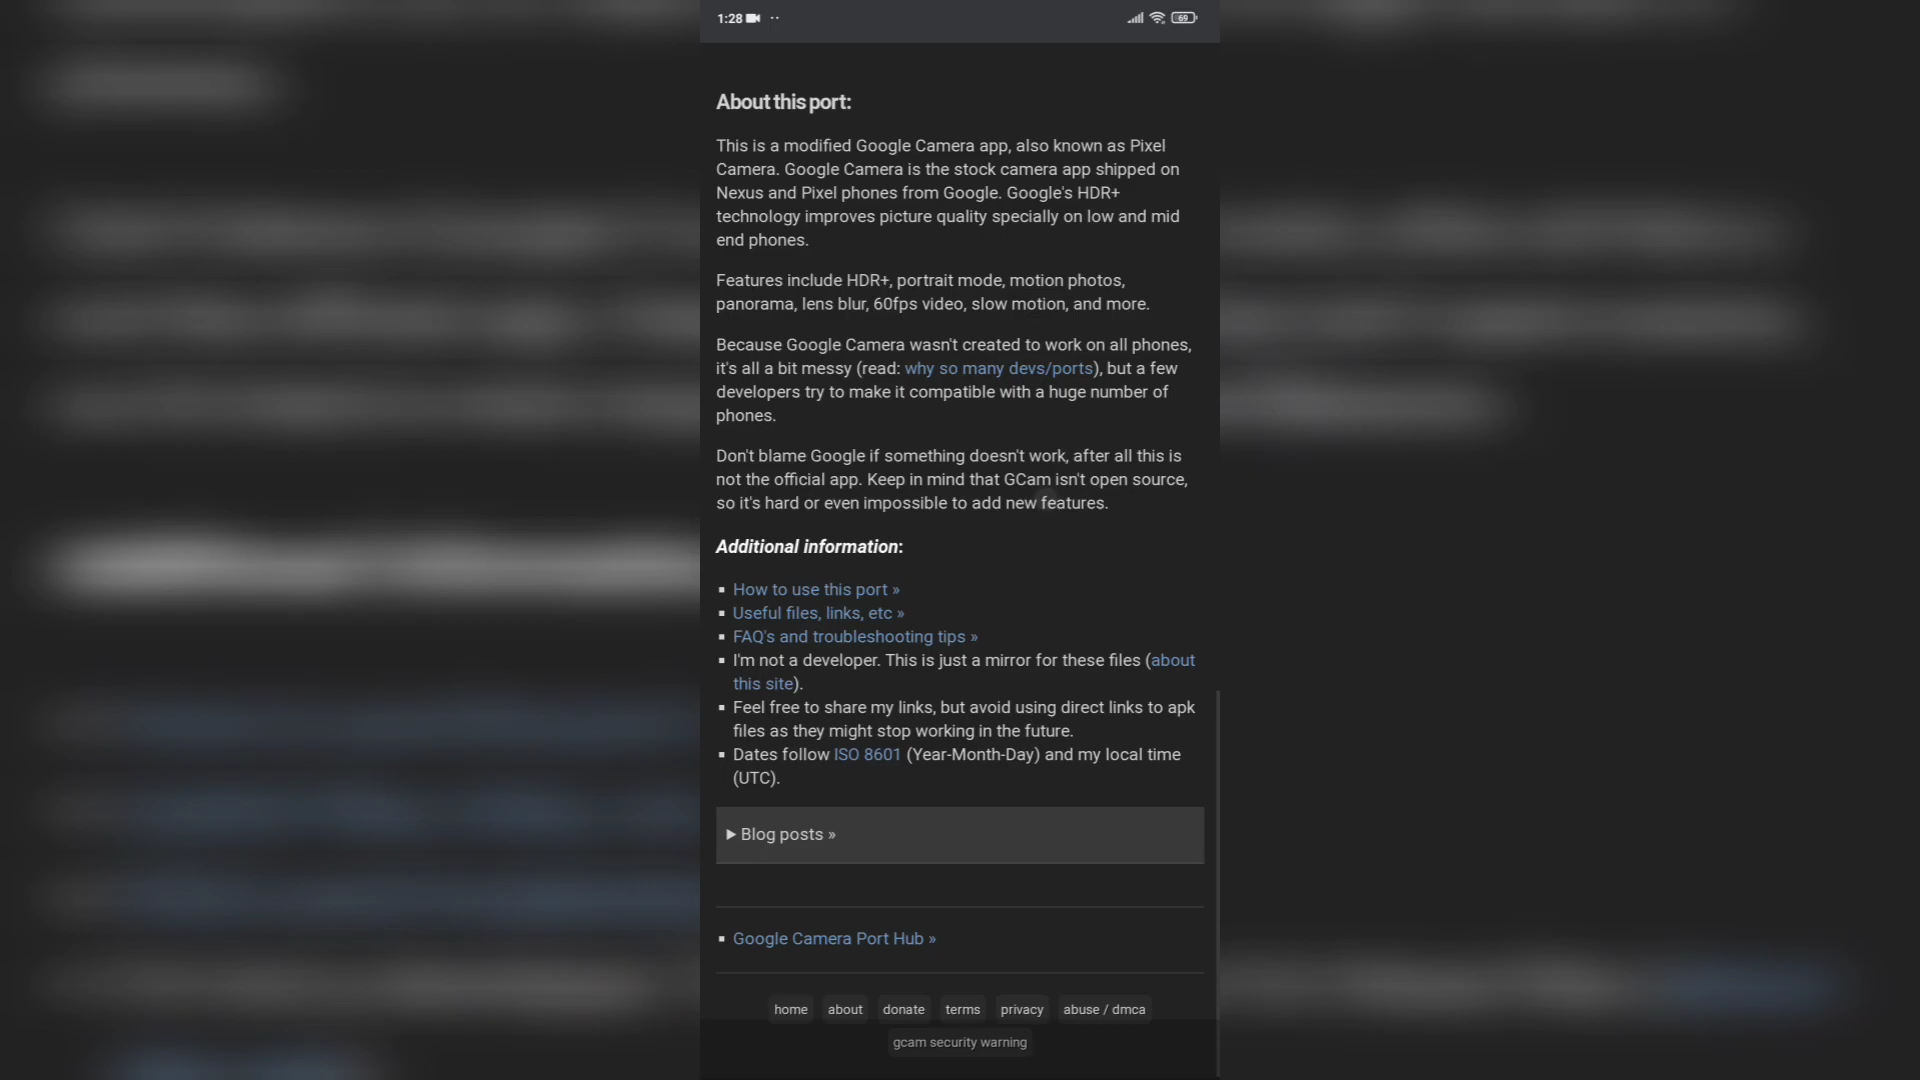 1:28
69
About this port:
This is a modified Google Camera app, also known as Pixel
Camera. Google Camera is the stock camera app shipped on
Nexus and Pixel phones from Google. Google's HDR+
technology improves picture quality specially on low and mid
end phones.
Features include HDR+, portrait mode, motion photos,
panorama, lens blur, 60fps video, slow motion, and more.
Because Google Camera wasn't created to work on all phones,
it's all a bit messy (read: why so many devs/ports), but a few
developers try to make it compatible with a huge number of
phones.
Don't blame Google if something doesn't work, after all this is
not the official app. Keep in mind that GCam isn't open source,
so it's hard or even impossible to add new features.
Additional information:
▪ How to use this port »
▪ Useful files, links, etc »
▪ FAQ's and troubleshooting tips »
▪ I'm not a developer. This is just a mirror for these files (about
this site).
▪ Feel free to share my links, but avoid using direct links to apk
files as they might stop working in the future.
▪ Dates follow ISO 8601 (Year-Month-Day) and my local time
(UTC).
▶ Blog posts »
▪ Google Camera Port Hub »
home about donate terms privacy abuse / dmca
gcam security warning